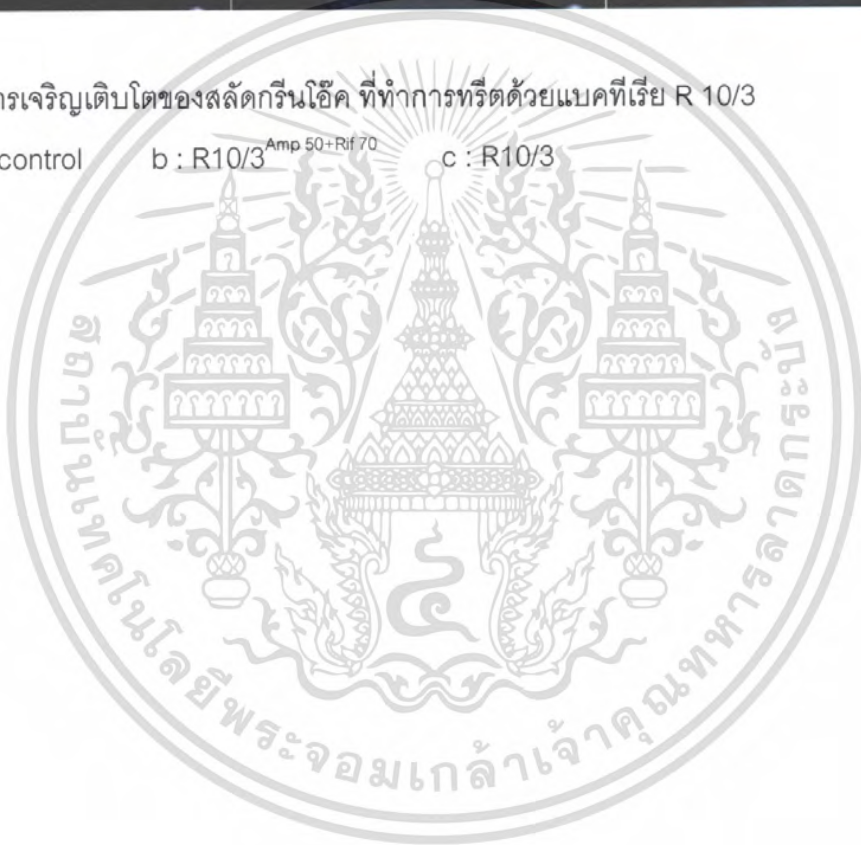 รเจริญเติบโตของสลัดกรีนโอ๊ค ที่ทำการทรีตด้วยแบคทีเรีย R 10/3
control b : R10/3^Amp 50+Rif 70 c : R10/3
สถาบันเทคโนโลยีพระจอมเกล้าเจ้าคุณทหารลาดกระบัง